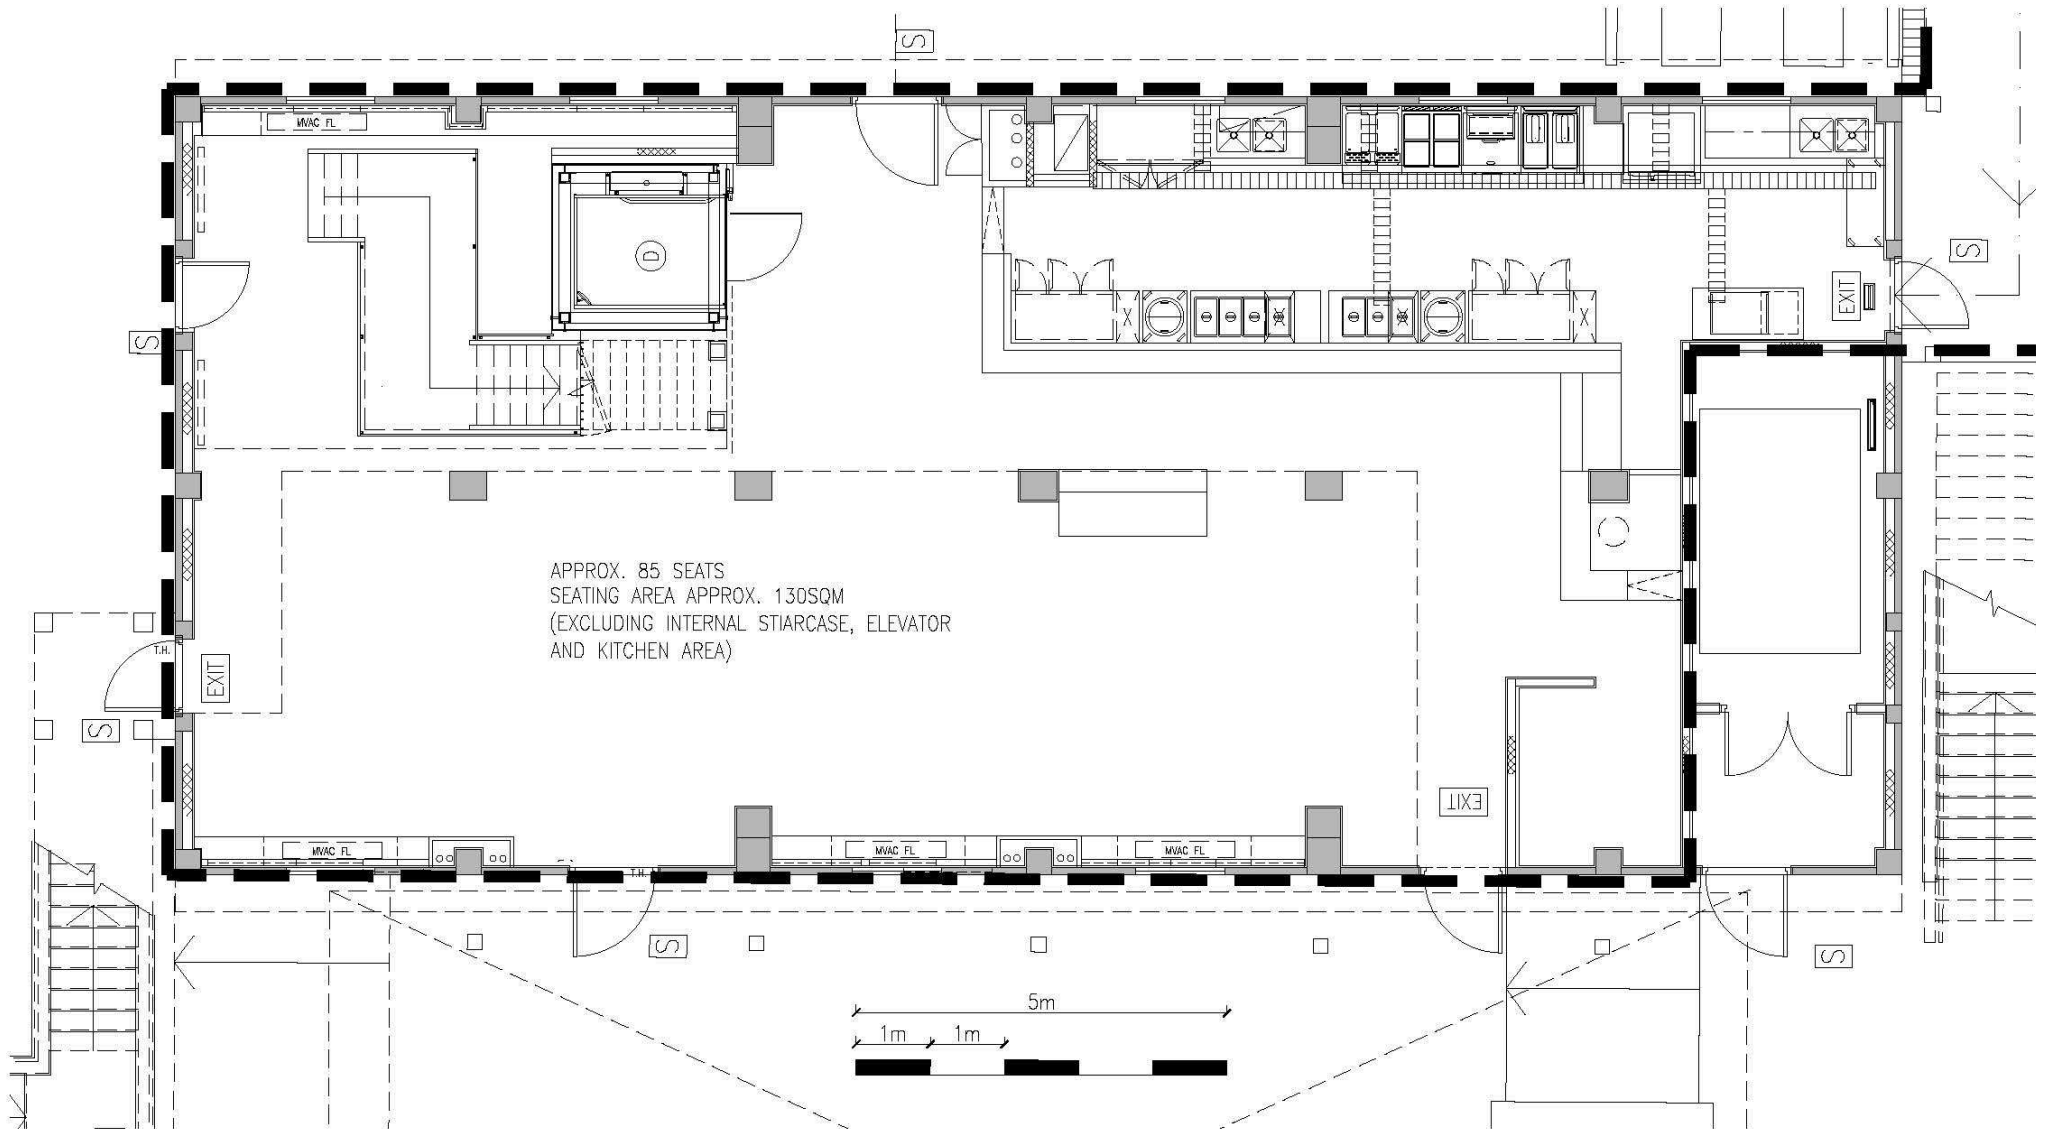 S
MVAC FL
D
S
EXIT
S
APPROX. 85 SEATS
SEATING AREA APPROX. 130SQM
(EXCLUDING INTERNAL STIARCASE, ELEVATOR
AND KITCHEN AREA)
T.H.
EXIT
S
EXIT
MVAC FL
MVAC FL
MVAC FL
T.H.
S
S
5m
1m
1m